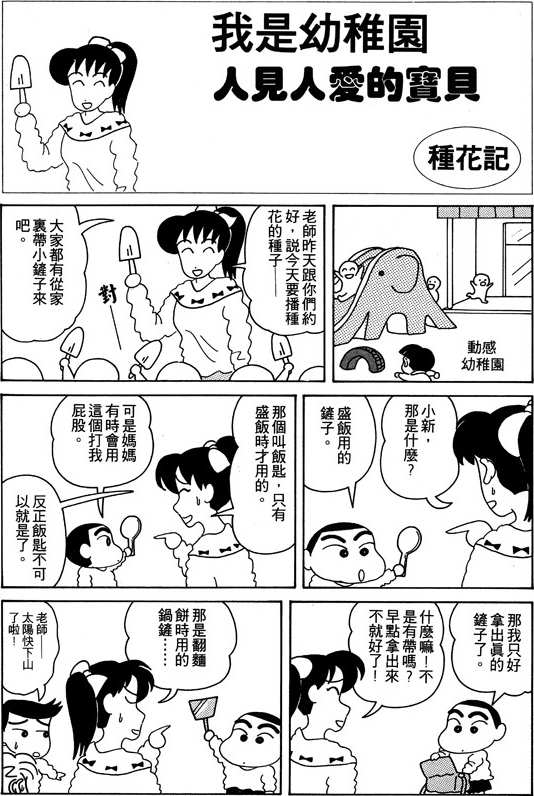 我是幼稚園
人見人愛的寶貝
種花記
動感
幼稚園
老師昨天跟你們約
好，說今天要播種
花的種子——
對——
大家都有從家
裏帶小鏟子來
吧。
小新，
那是什麼？
盛飯用的
鏟子。
那個叫飯匙，只有
盛飯時才用的。
可是媽媽
有時會用
這個打我
屁股。
反正飯匙不可
以就是了。
那我只好
拿出真的
鏟子了。
什麼嘛！不
是有帶嗎？
早點拿出來
不就好了！
那是翻麵
餅時用的
鍋鏟……
老師——
太陽快下山
了啦！